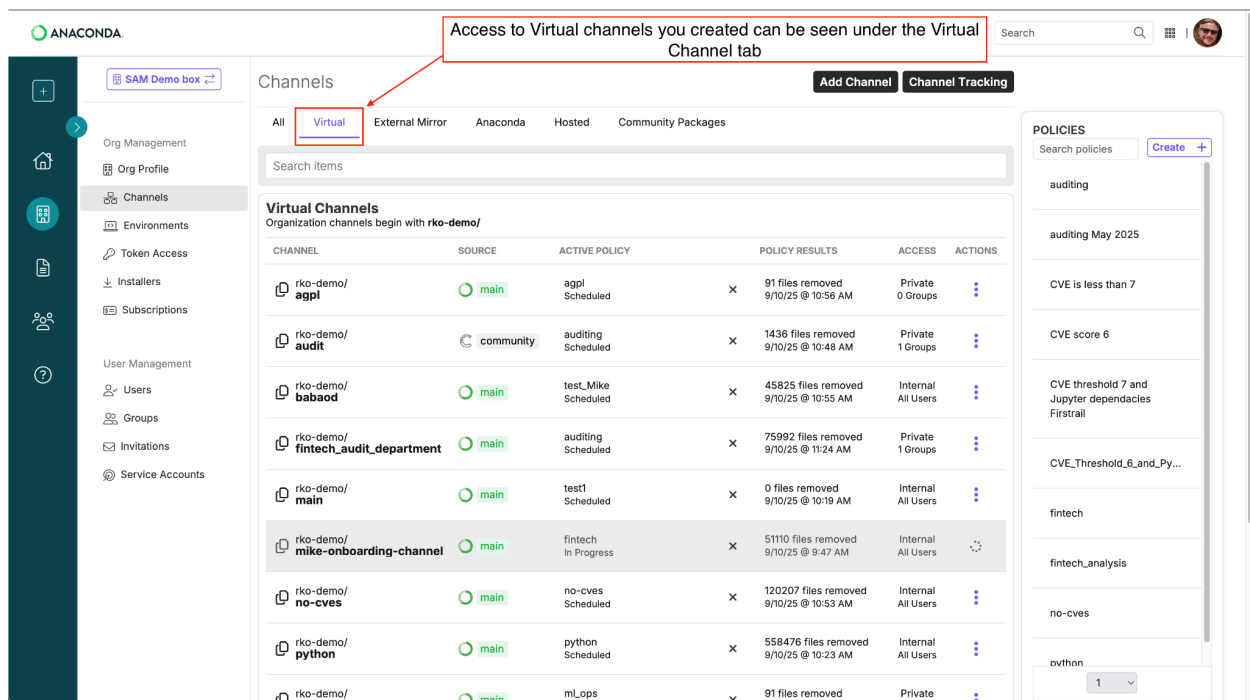 Access to Virtual channels you created can be seen under the Virtual
Channel tab
ANACONDA.
Search
SAM Demo box
Channels
Add Channel
Channel Tracking
All
Virtual
External Mirror
Anaconda
Hosted
Community Packages
Search items
Org Management
Org Profile
Channels
Environments
Token Access
Installers
Subscriptions
User Management
Users
Groups
Invitations
Service Accounts
Virtual Channels
Organization channels begin with rko-demo/
CHANNEL SOURCE ACTIVE POLICY POLICY RESULTS ACCESS ACTIONS
rko-demo/ agpl 91 files removed Private
agpl main Scheduled 9/10/25 @ 10:56 AM 0 Groups
rko-demo/ auditing 1436 files removed Private
audit community Scheduled 9/10/25 @ 10:48 AM 1 Groups
rko-demo/ test_Mike 45825 files removed Internal
babaod main Scheduled 9/10/25 @ 10:55 AM All Users
rko-demo/ auditing 75992 files removed Private
fintech_audit_department main Scheduled 9/10/25 @ 11:24 AM 1 Groups
rko-demo/ test1 0 files removed Internal
main main Scheduled 9/10/25 @ 10:19 AM All Users
rko-demo/ fintech 51110 files removed Internal
mike-onboarding-channel main In Progress 9/10/25 @ 9:47 AM All Users
rko-demo/ no-cves 120207 files removed Internal
no-cves main Scheduled 9/10/25 @ 10:53 AM All Users
rko-demo/ python 558476 files removed Internal
python main Scheduled 9/10/25 @ 10:23 AM All Users
rko-demo/ ml_ops 91 files removed Private
main
POLICIES
Search policies
Create +
auditing
auditing May 2025
CVE is less than 7
CVE score 6
CVE threshold 7 and
Jupyter dependacies
Firstrail
CVE_Threshold_6_and_Py...
fintech
fintech_analysis
no-cves
python
1